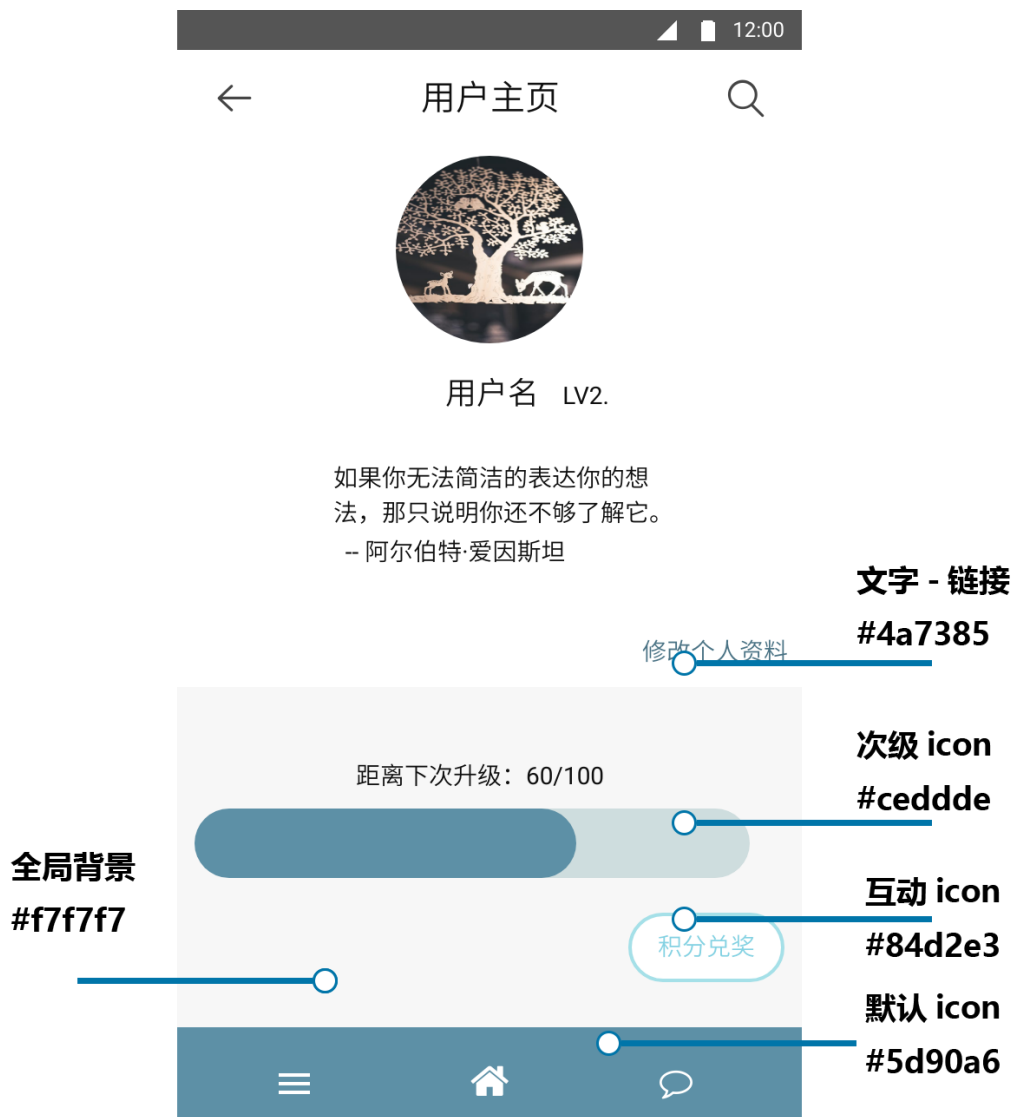 12:00
用户主页
用户名 LV2.
如果你无法简洁的表达你的想
法，那只说明你还不够了解它。
-- 阿尔伯特·爱因斯坦
文字 - 链接
#4a7385
修改个人资料
次级 icon
#ceddde
距离下次升级：60/100
全局背景
#f7f7f7
互动 icon
#84d2e3
积分兑奖
默认 icon
#5d90a6